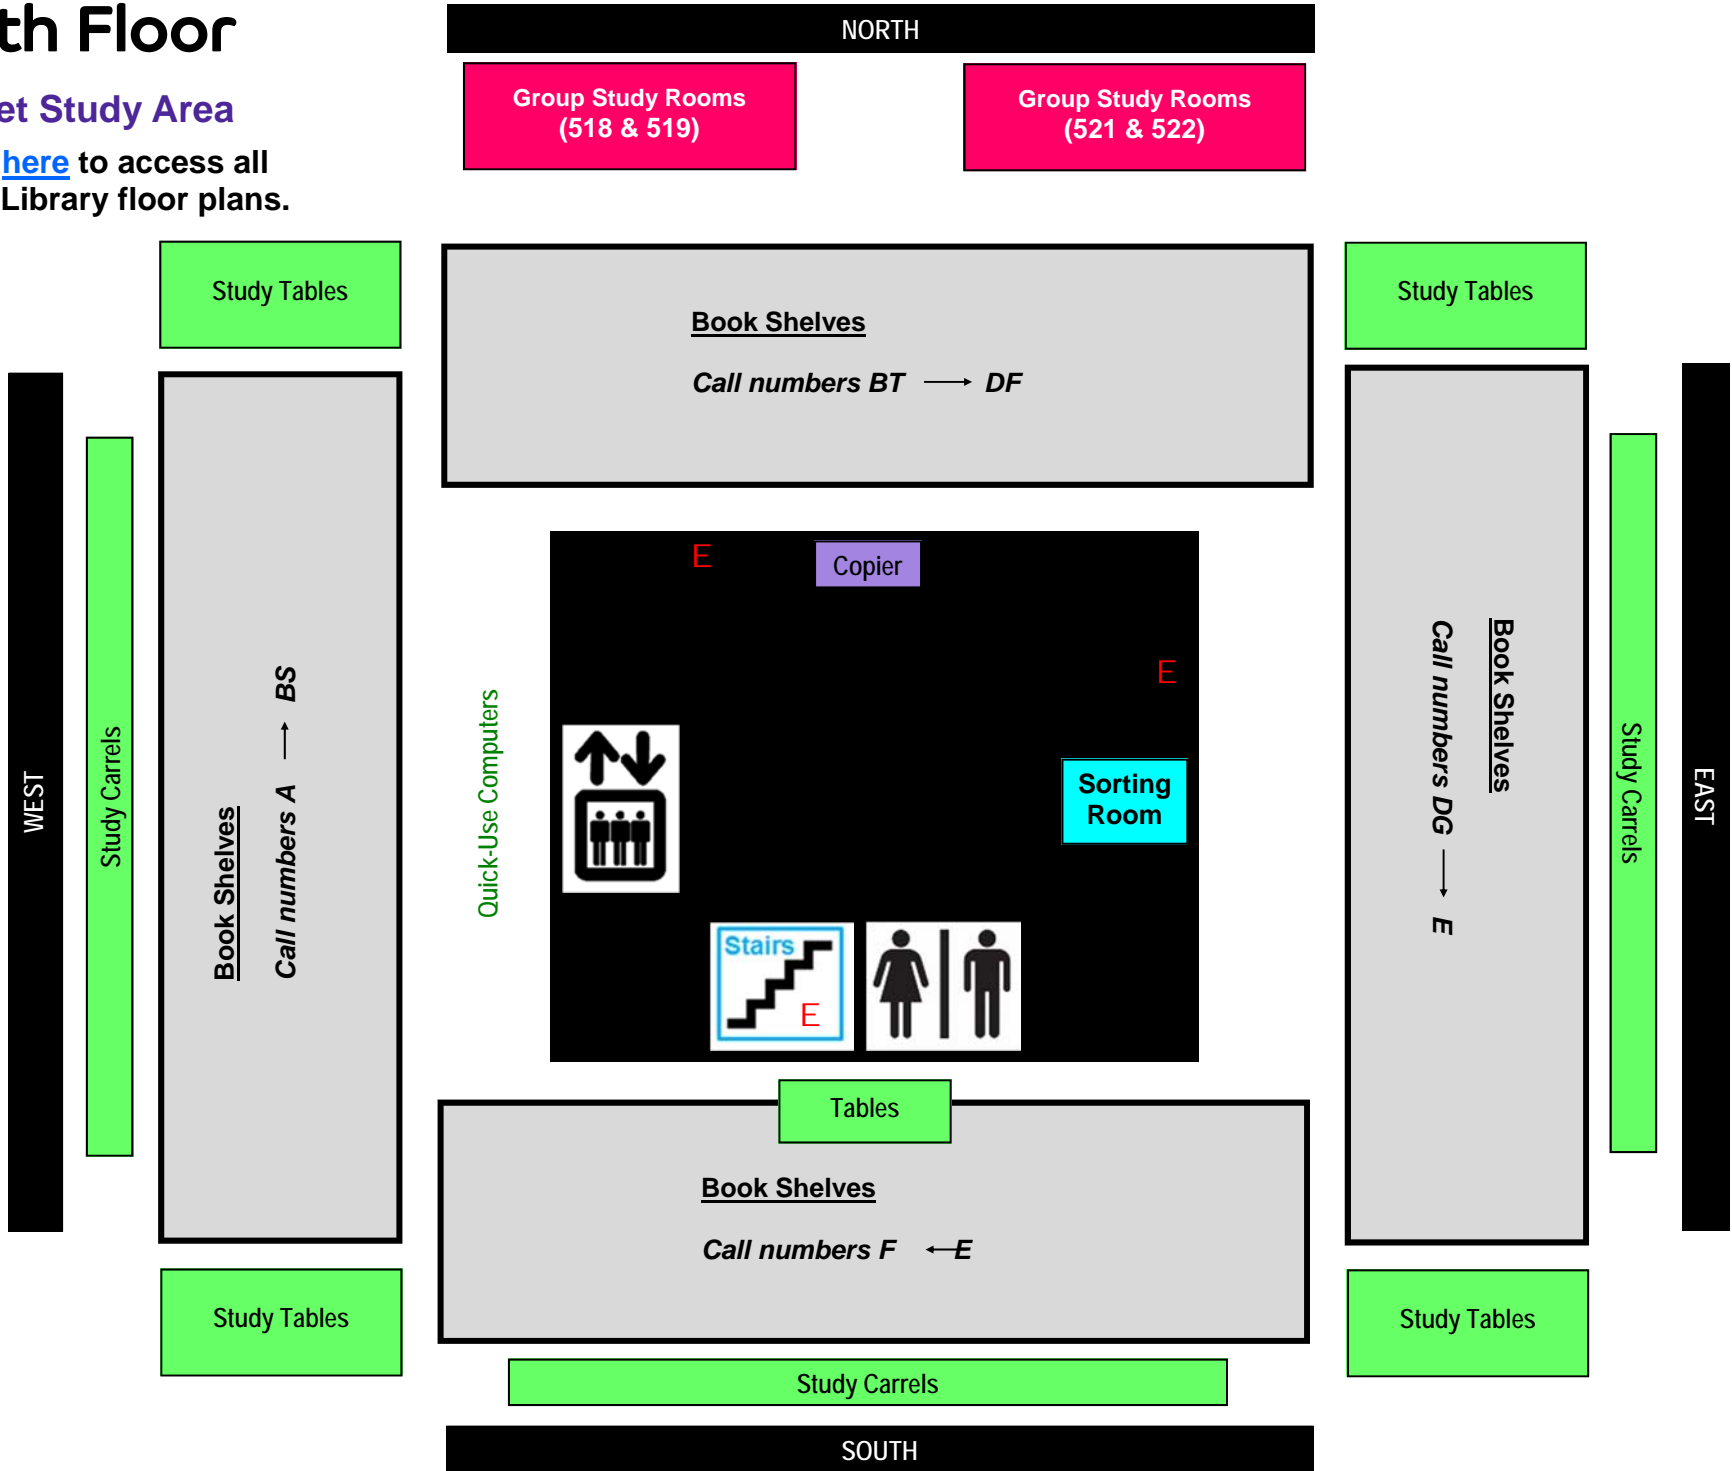 th Floor
NORTH
et Study Area
here to access all
Library floor plans.
Group Study Rooms
(518 & 519)
Group Study Rooms
(521 & 522)
Study Tables
Book Shelves
Call numbers BT → DF
Study Tables
WEST
Study Carrels
Book Shelves
Call numbers A → BS
Quick-Use Computers
E
Copier
E
Sorting
Room
Stairs
E
Book Shelves
Call numbers DG → E
Study Carrels
EAST
Tables
Book Shelves
Call numbers F ← E
Study Tables
Study Tables
Study Carrels
SOUTH